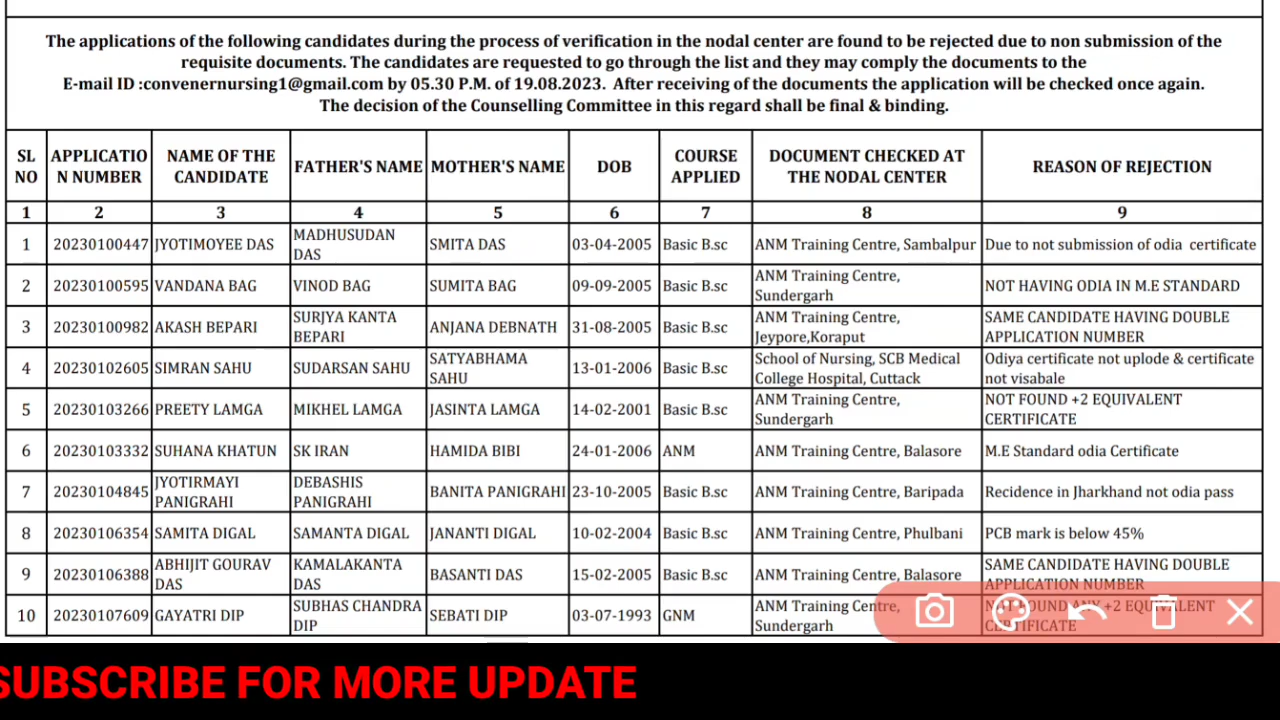 The applications of the following candidates during the process of verification in the nodal center are found to be rejected due to non submission of the
requisite documents. The candidates are requested to go through the list and they may comply the documents to the
E-mail ID :convenernursing1@gmail.com by 05.30 P.M. of 19.08.2023. After receiving of the documents the application will be checked once again.
The decision of the Counselling Committee in this regard shall be final & binding.
SL NO APPLICATIO N NUMBER NAME OF THE CANDIDATE FATHER'S NAME MOTHER'S NAME DOB COURSE APPLIED DOCUMENT CHECKED AT THE NODAL CENTER REASON OF REJECTION
1 2 3 4 5 6 7 8 9
1 20230100447 JYOTIMOYEE DAS MADHUSUDAN DAS SMITA DAS 03-04-2005 Basic B.sc ANM Training Centre, Sambalpur Due to not submission of odia certificate
2 20230100595 VANDANA BAG VINOD BAG SUMITA BAG 09-09-2005 Basic B.sc ANM Training Centre, Sundergarh NOT HAVING ODIA IN M.E STANDARD
3 20230100982 AKASH BEPARI SURJYA KANTA BEPARI ANJANA DEBNATH 31-08-2005 Basic B.sc ANM Training Centre, Jeypore,Koraput SAME CANDIDATE HAVING DOUBLE APPLICATION NUMBER
4 20230102605 SIMRAN SAHU SUDARSAN SAHU SATYABHAMA SAHU 13-01-2006 Basic B.sc School of Nursing, SCB Medical College Hospital, Cuttack Odiya certificate not uplode & certificate not visabale
5 20230103266 PREETY LAMGA MIKHEL LAMGA JASINTA LAMGA 14-02-2001 Basic B.sc ANM Training Centre, Sundergarh NOT FOUND +2 EQUIVALENT CERTIFICATE
6 20230103332 SUHANA KHATUN SK IRAN HAMIDA BIBI 24-01-2006 ANM ANM Training Centre, Balasore M.E Standard odia Certificate
7 20230104845 JYOTIRMAYI PANIGRAHI DEBASHIS PANIGRAHI BANITA PANIGRAHI 23-10-2005 Basic B.sc ANM Training Centre, Baripada Recidence in Jharkhand not odia pass
8 20230106354 SAMITA DIGAL SAMANTA DIGAL JANANTI DIGAL 10-02-2004 Basic B.sc ANM Training Centre, Phulbani PCB mark is below 45%
9 20230106388 ABHIJIT GOURAV DAS KAMALAKANTA DAS BASANTI DAS 15-02-2005 Basic B.sc ANM Training Centre, Balasore SAME CANDIDATE HAVING DOUBLE APPLICATION NUMBER
10 20230107609 GAYATRI DIP SUBHAS CHANDRA DIP SEBATI DIP 03-07-1993 GNM ANM Training Centre, Sundergarh NOT FOUND ANY +2 EQUIVALENT CERTIFICATE
SUBSCRIBE FOR MORE UPDATE